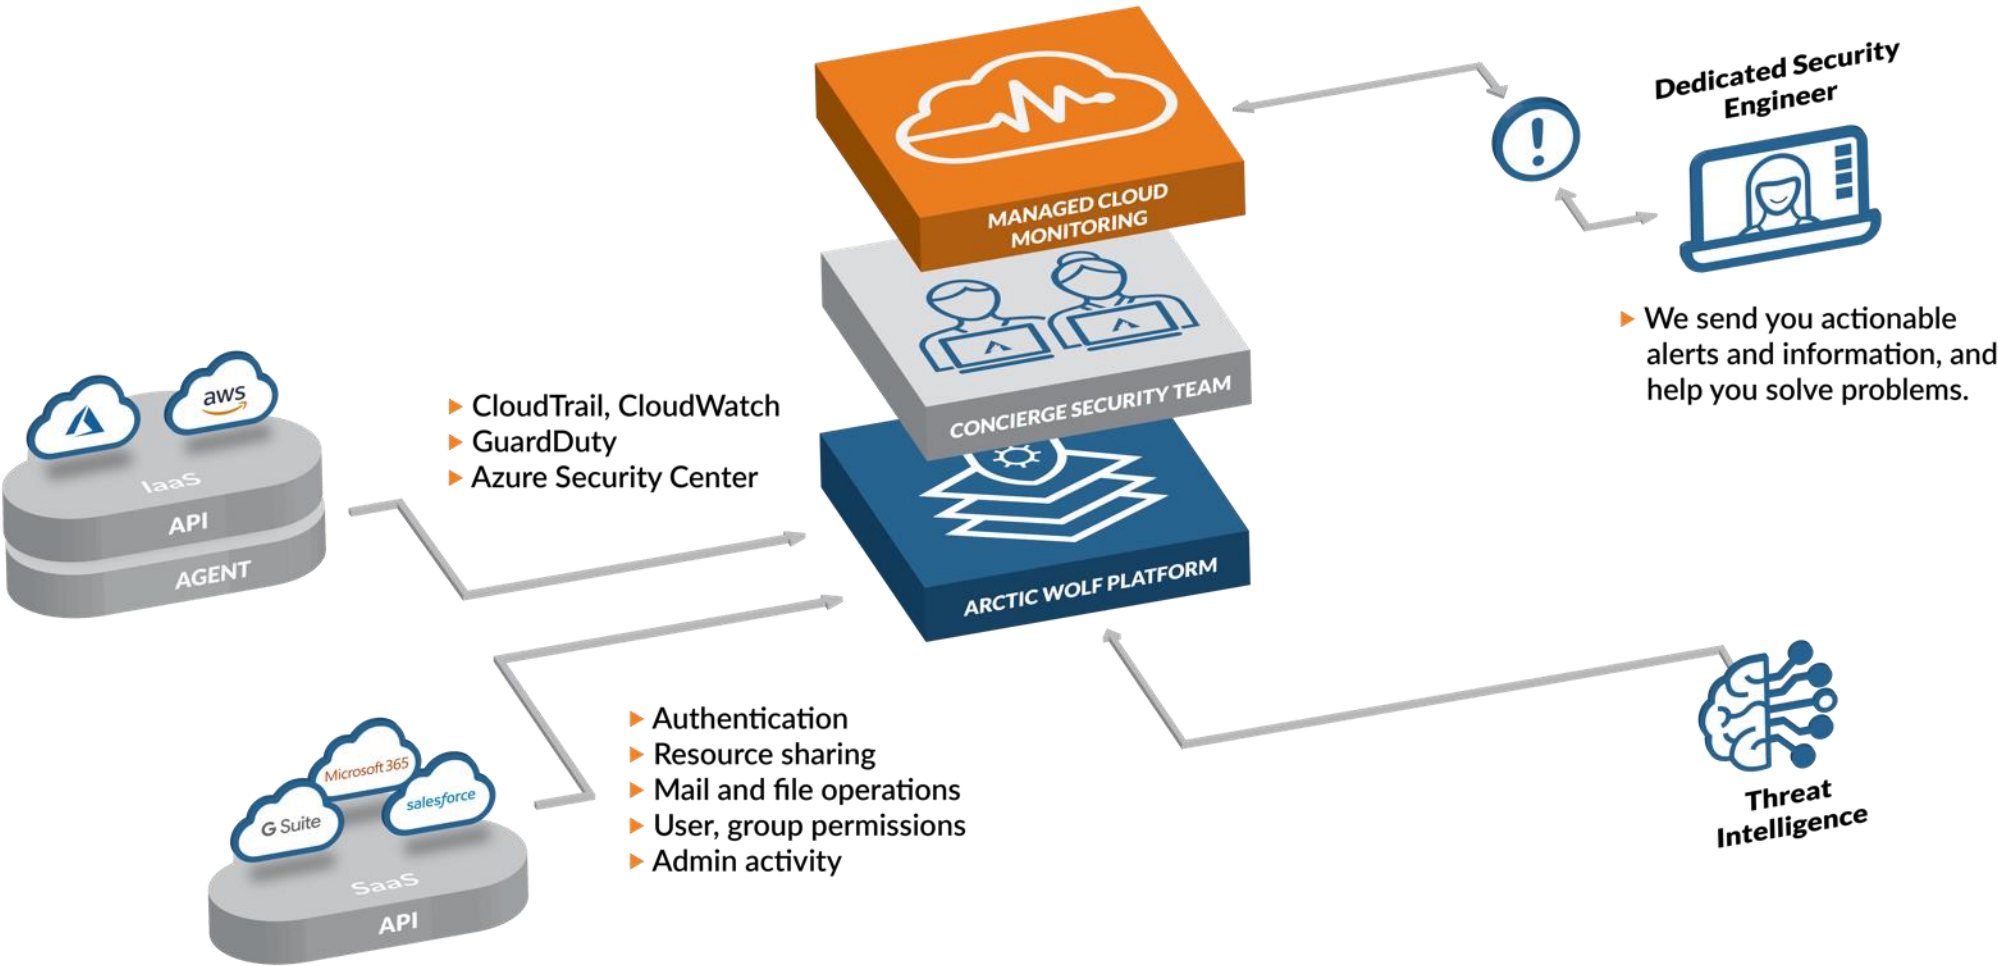 MANAGED CLOUD
MONITORING
CONCIERGE SECURITY TEAM
ARCTIC WOLF PLATFORM
Dedicated Security
Engineer
▶ We send you actionable
alerts and information, and
help you solve problems.
aws
IaaS
API
AGENT
▶ CloudTrail, CloudWatch
▶ GuardDuty
▶ Azure Security Center
Microsoft 365
G Suite
salesforce
SaaS
API
▶ Authentication
▶ Resource sharing
▶ Mail and file operations
▶ User, group permissions
▶ Admin activity
Threat
Intelligence